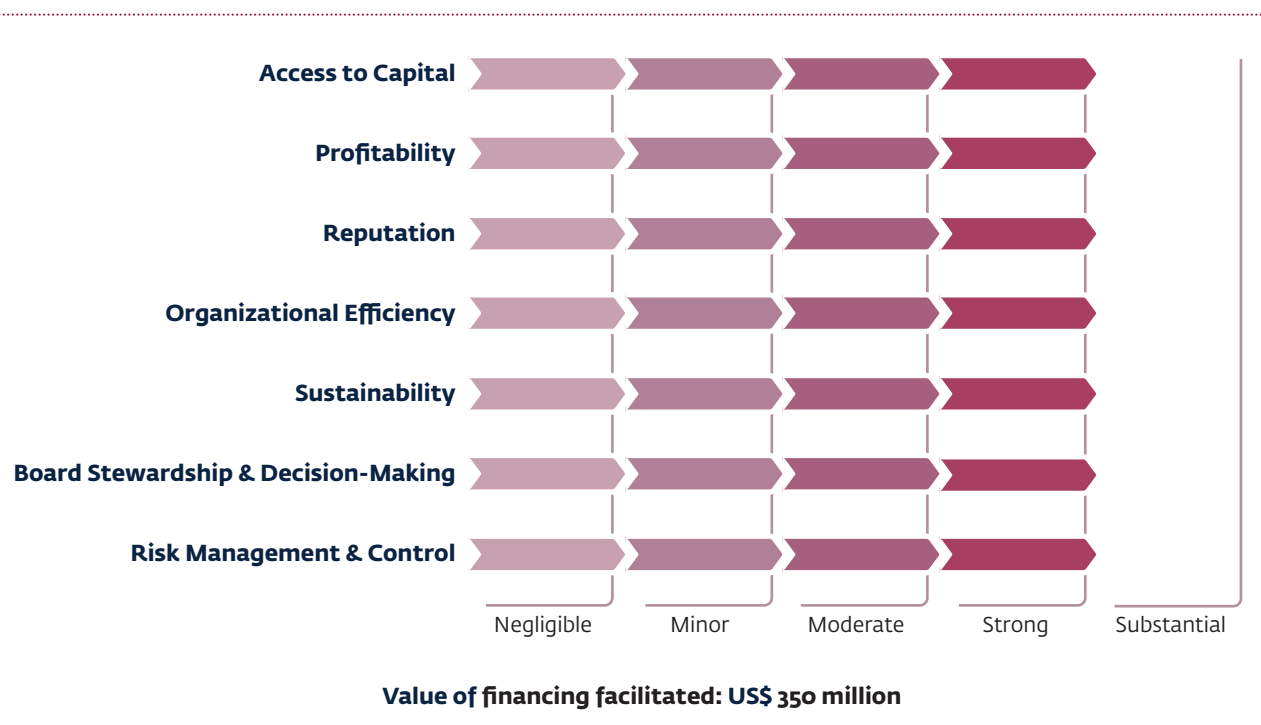 Access to Capital
Profitability
Reputation
Organizational Efficiency
Sustainability
Board Stewardship & Decision-Making
Risk Management & Control
Negligible Minor Moderate Strong Substantial
Value of financing facilitated: US$ 350 million